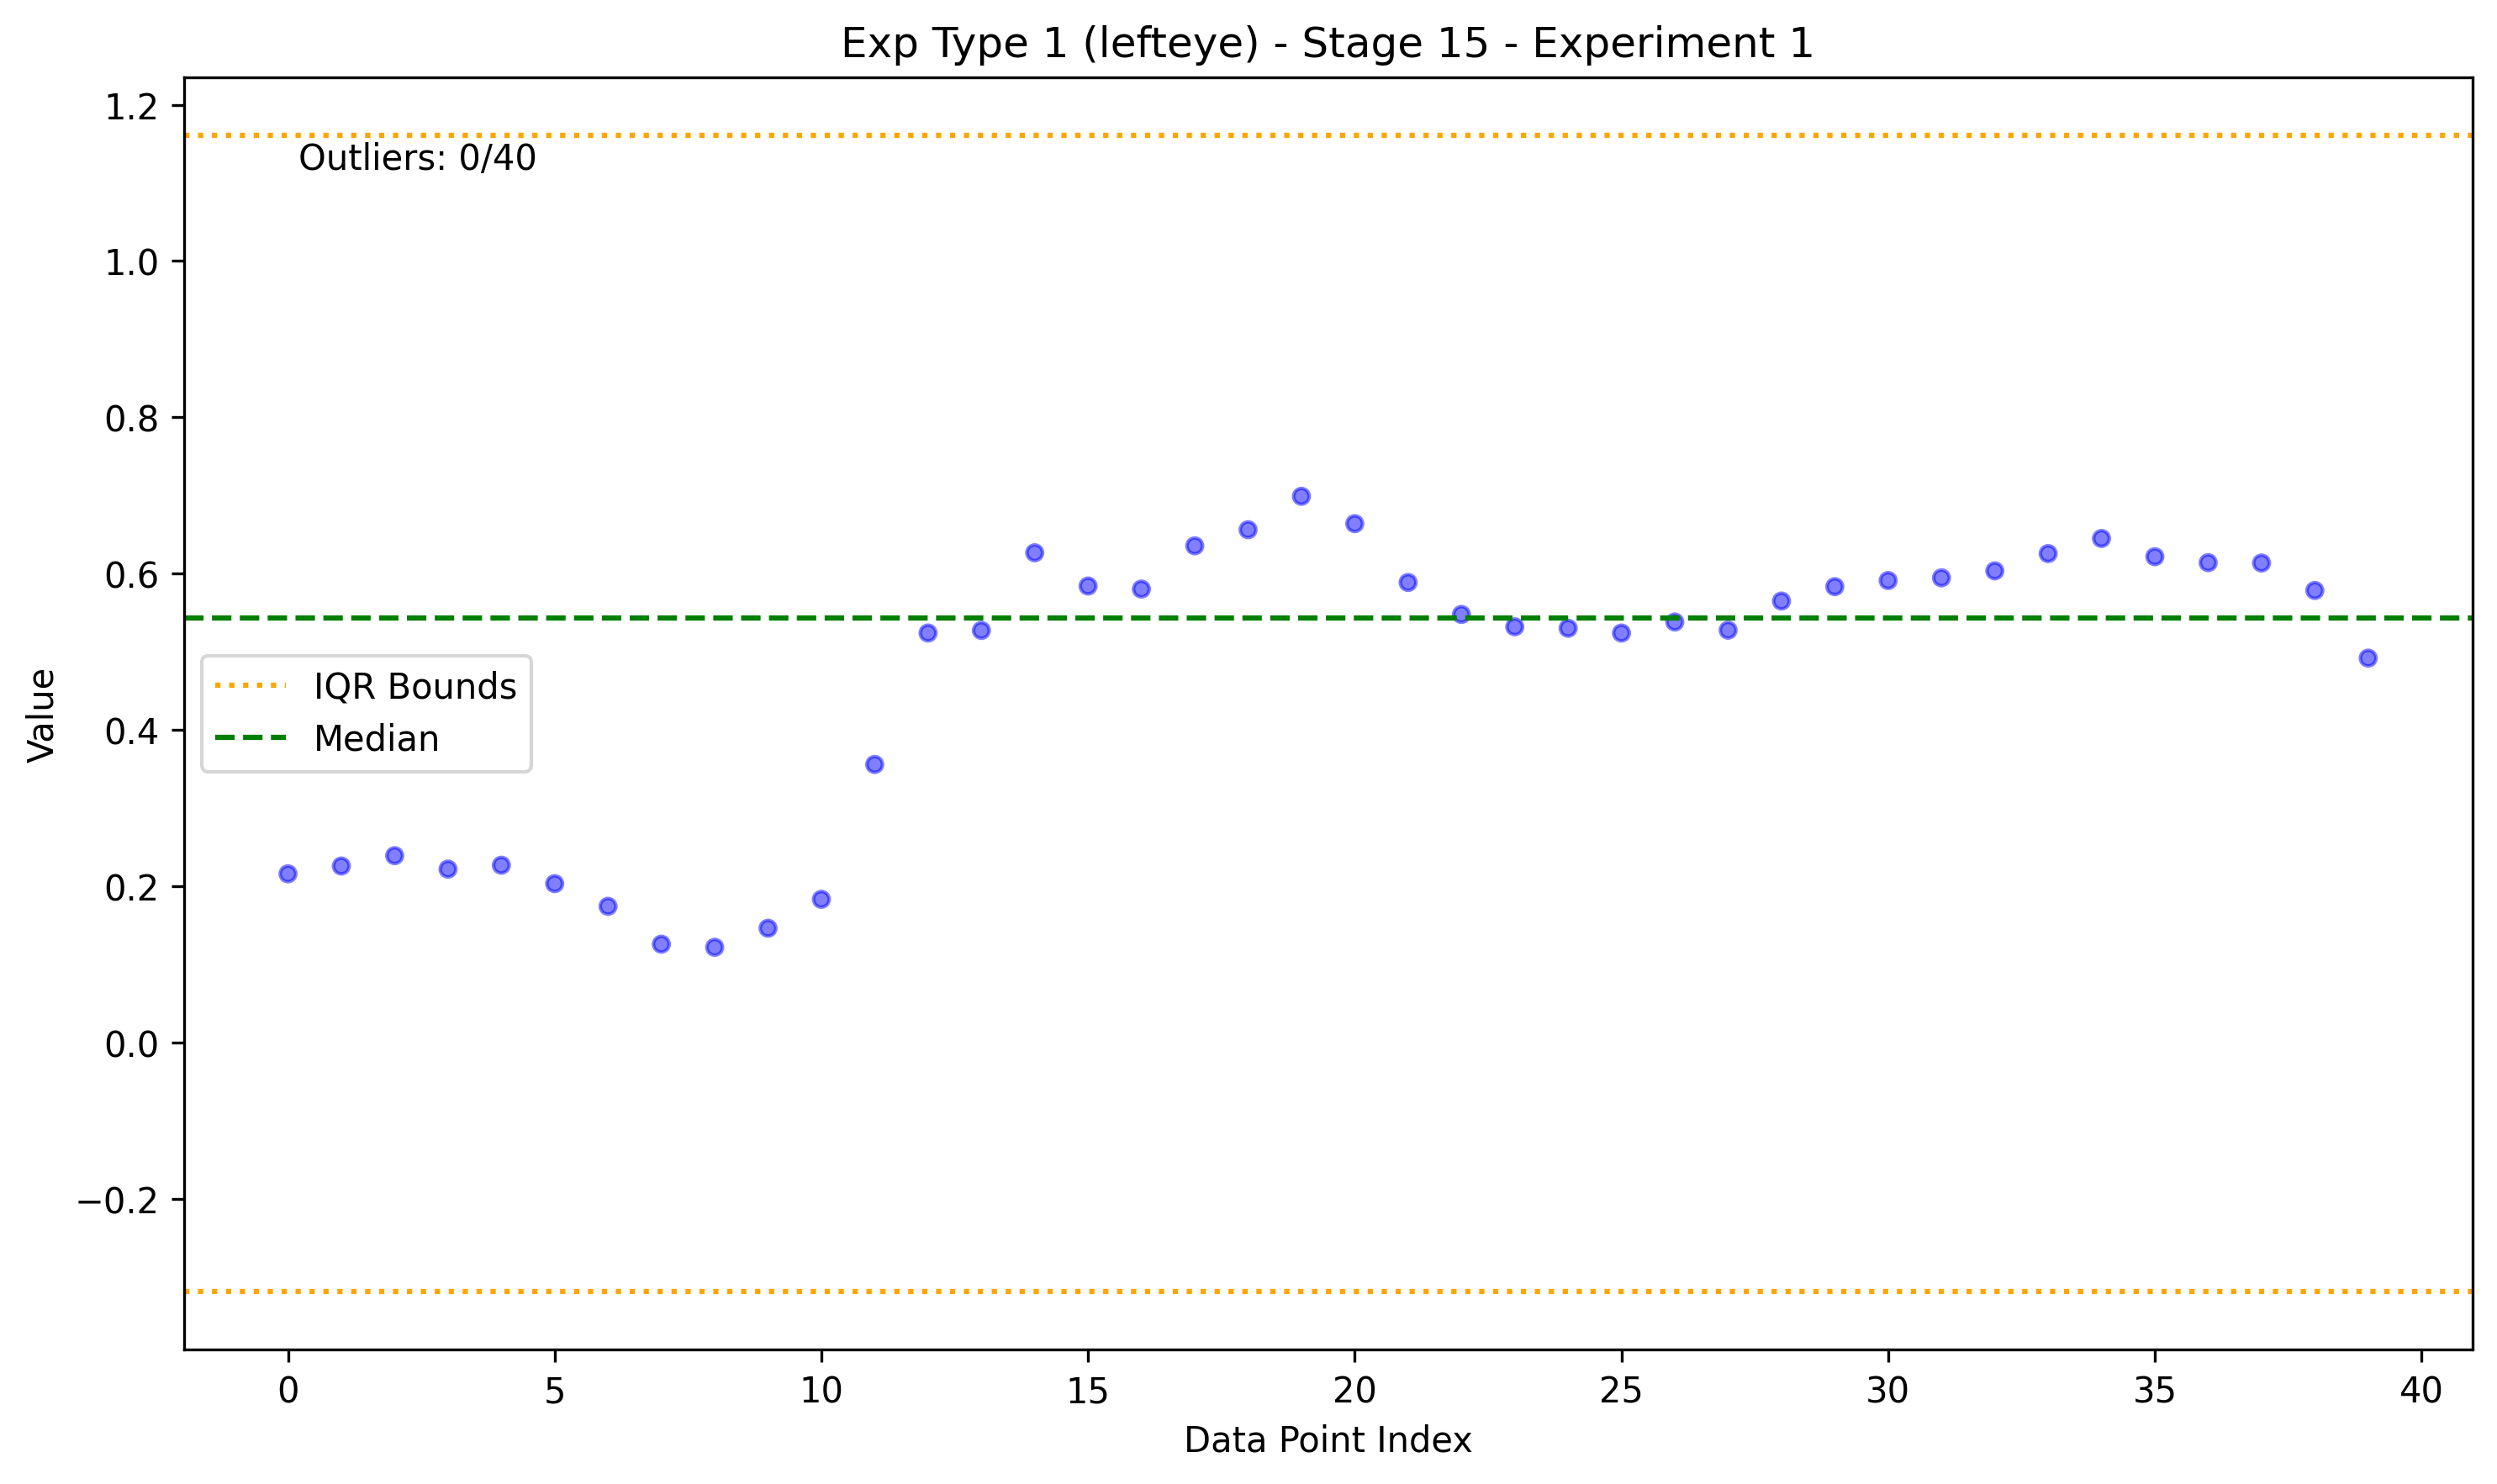 Exp Type 1 (lefteye) - Stage 15 - Experiment 1
1.2
Outliers: 0/40
1.0
0.8
0.6
0.4
0.2
0.0
−0.2
Value
IQR Bounds
Median
0 5 10 15 20 25 30 35 40
Data Point Index